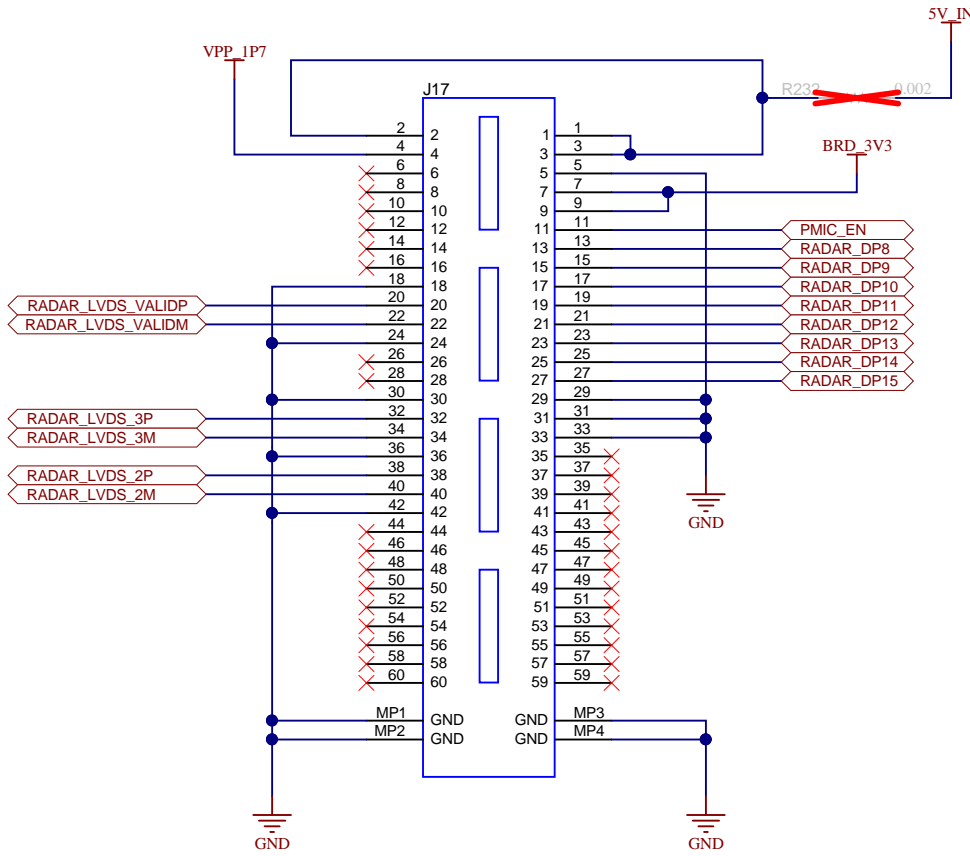 5V_IN
VPP_1P7
J17
R232 0.002
BRD_3V3
2 2 1 1
4 4 3 3
6 6 5 5
8 8 7 7
10 10 9 9
12 12 11 11 PMIC_EN
14 14 13 13 RADAR_DP8
16 16 15 15 RADAR_DP9
18 18 17 17 RADAR_DP10
RADAR_LVDS_VALIDP 20 20 19 19 RADAR_DP11
RADAR_LVDS_VALIDM 22 22 21 21 RADAR_DP12
24 24 23 23 RADAR_DP13
26 26 25 25 RADAR_DP14
28 28 27 27 RADAR_DP15
30 30 29 29
RADAR_LVDS_3P 32 32 31 31
RADAR_LVDS_3M 34 34 33 33
36 36 35 35
RADAR_LVDS_2P 38 38 37 37
RADAR_LVDS_2M 40 40 39 39
42 42 41 41
GND
44 44 43 43
46 46 45 45
48 48 47 47
50 50 49 49
52 52 51 51
54 54 53 53
56 56 55 55
58 58 57 57
60 60 59 59
MP1 GND GND MP3
MP2 GND GND MP4
GND GND